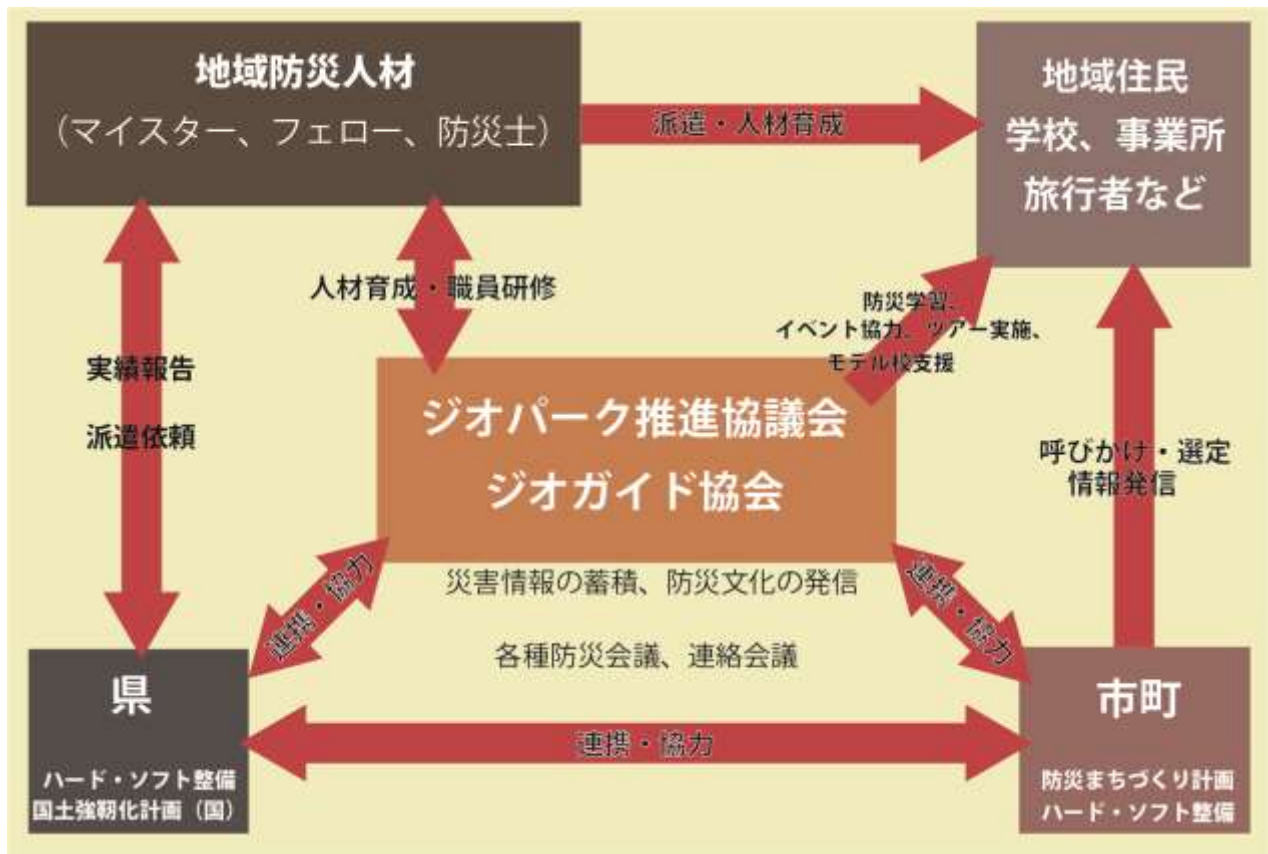 地域防災人材
（マイスター、フェロー、防災士）
派遣・人材育成
地域住民
学校、事業所
旅行者など
人材育成・職員研修
防災学習、
イベント協力、ツアー実施、
モデル校支援
実績報告
派遣依頼
ジオパーク推進協議会
ジオガイド協会
呼びかけ・選定
情報発信
連携・協力
災害情報の蓄積、防災文化の発信
連携・協力
各種防災会議、連絡会議
県
ハード・ソフト整備
国土強靭化計画（国）
連携・協力
市町
防災まちづくり計画
ハード・ソフト整備